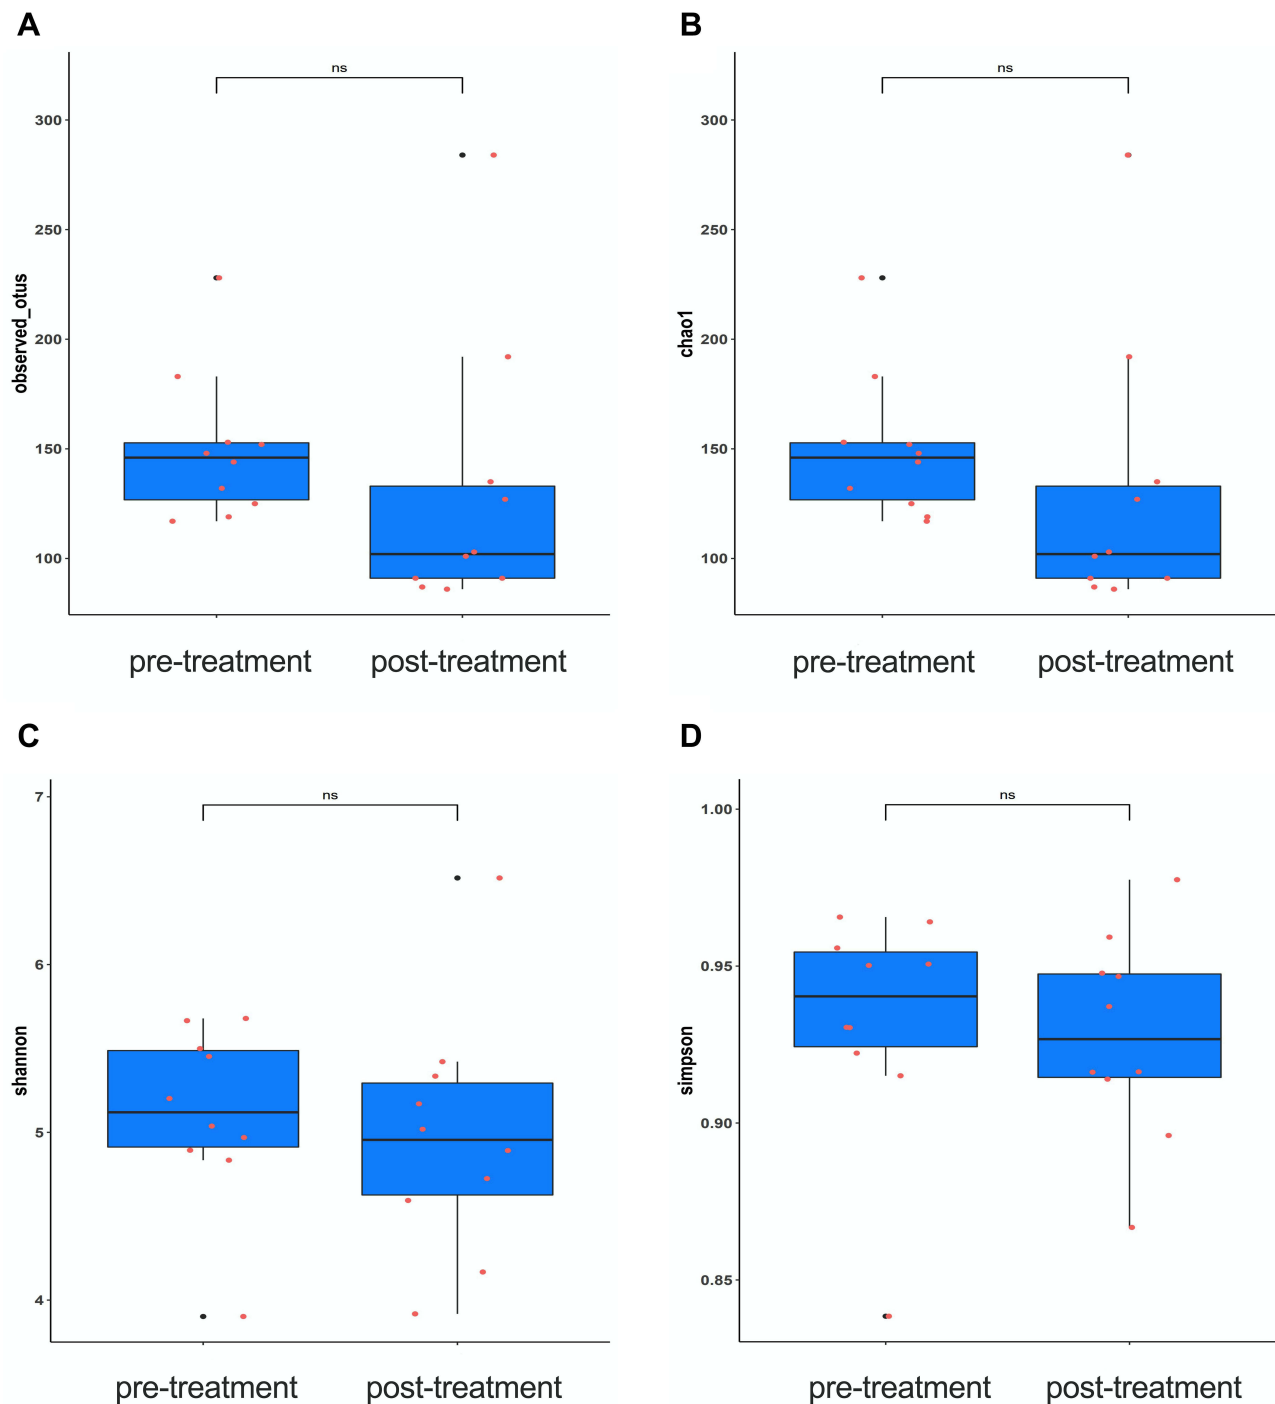 A
ns
300
250
200
150
100
observed_otus
pre-treatment
post-treatment
B
ns
300
250
200
150
100
chao1
pre-treatment
post-treatment
C
ns
7
6
5
4
shannon
pre-treatment
post-treatment
D
ns
1.00
0.95
0.90
0.85
simpson
pre-treatment
post-treatment